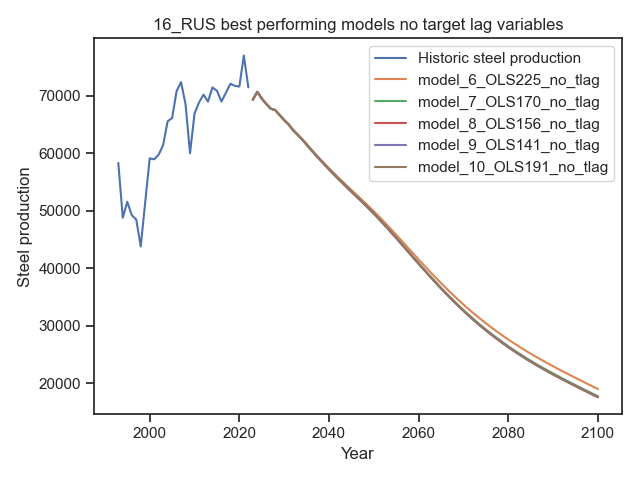 16_RUS best performing models no target lag variables
Historic steel production
model_6_OLS225_no_tlag
model_7_OLS170_no_tlag
model_8_OLS156_no_tlag
model_9_OLS141_no_tlag
model_10_OLS191_no_tlag
Steel production
70000
60000
50000
40000
30000
20000
2000
2020
2040
2060
2080
2100
Year